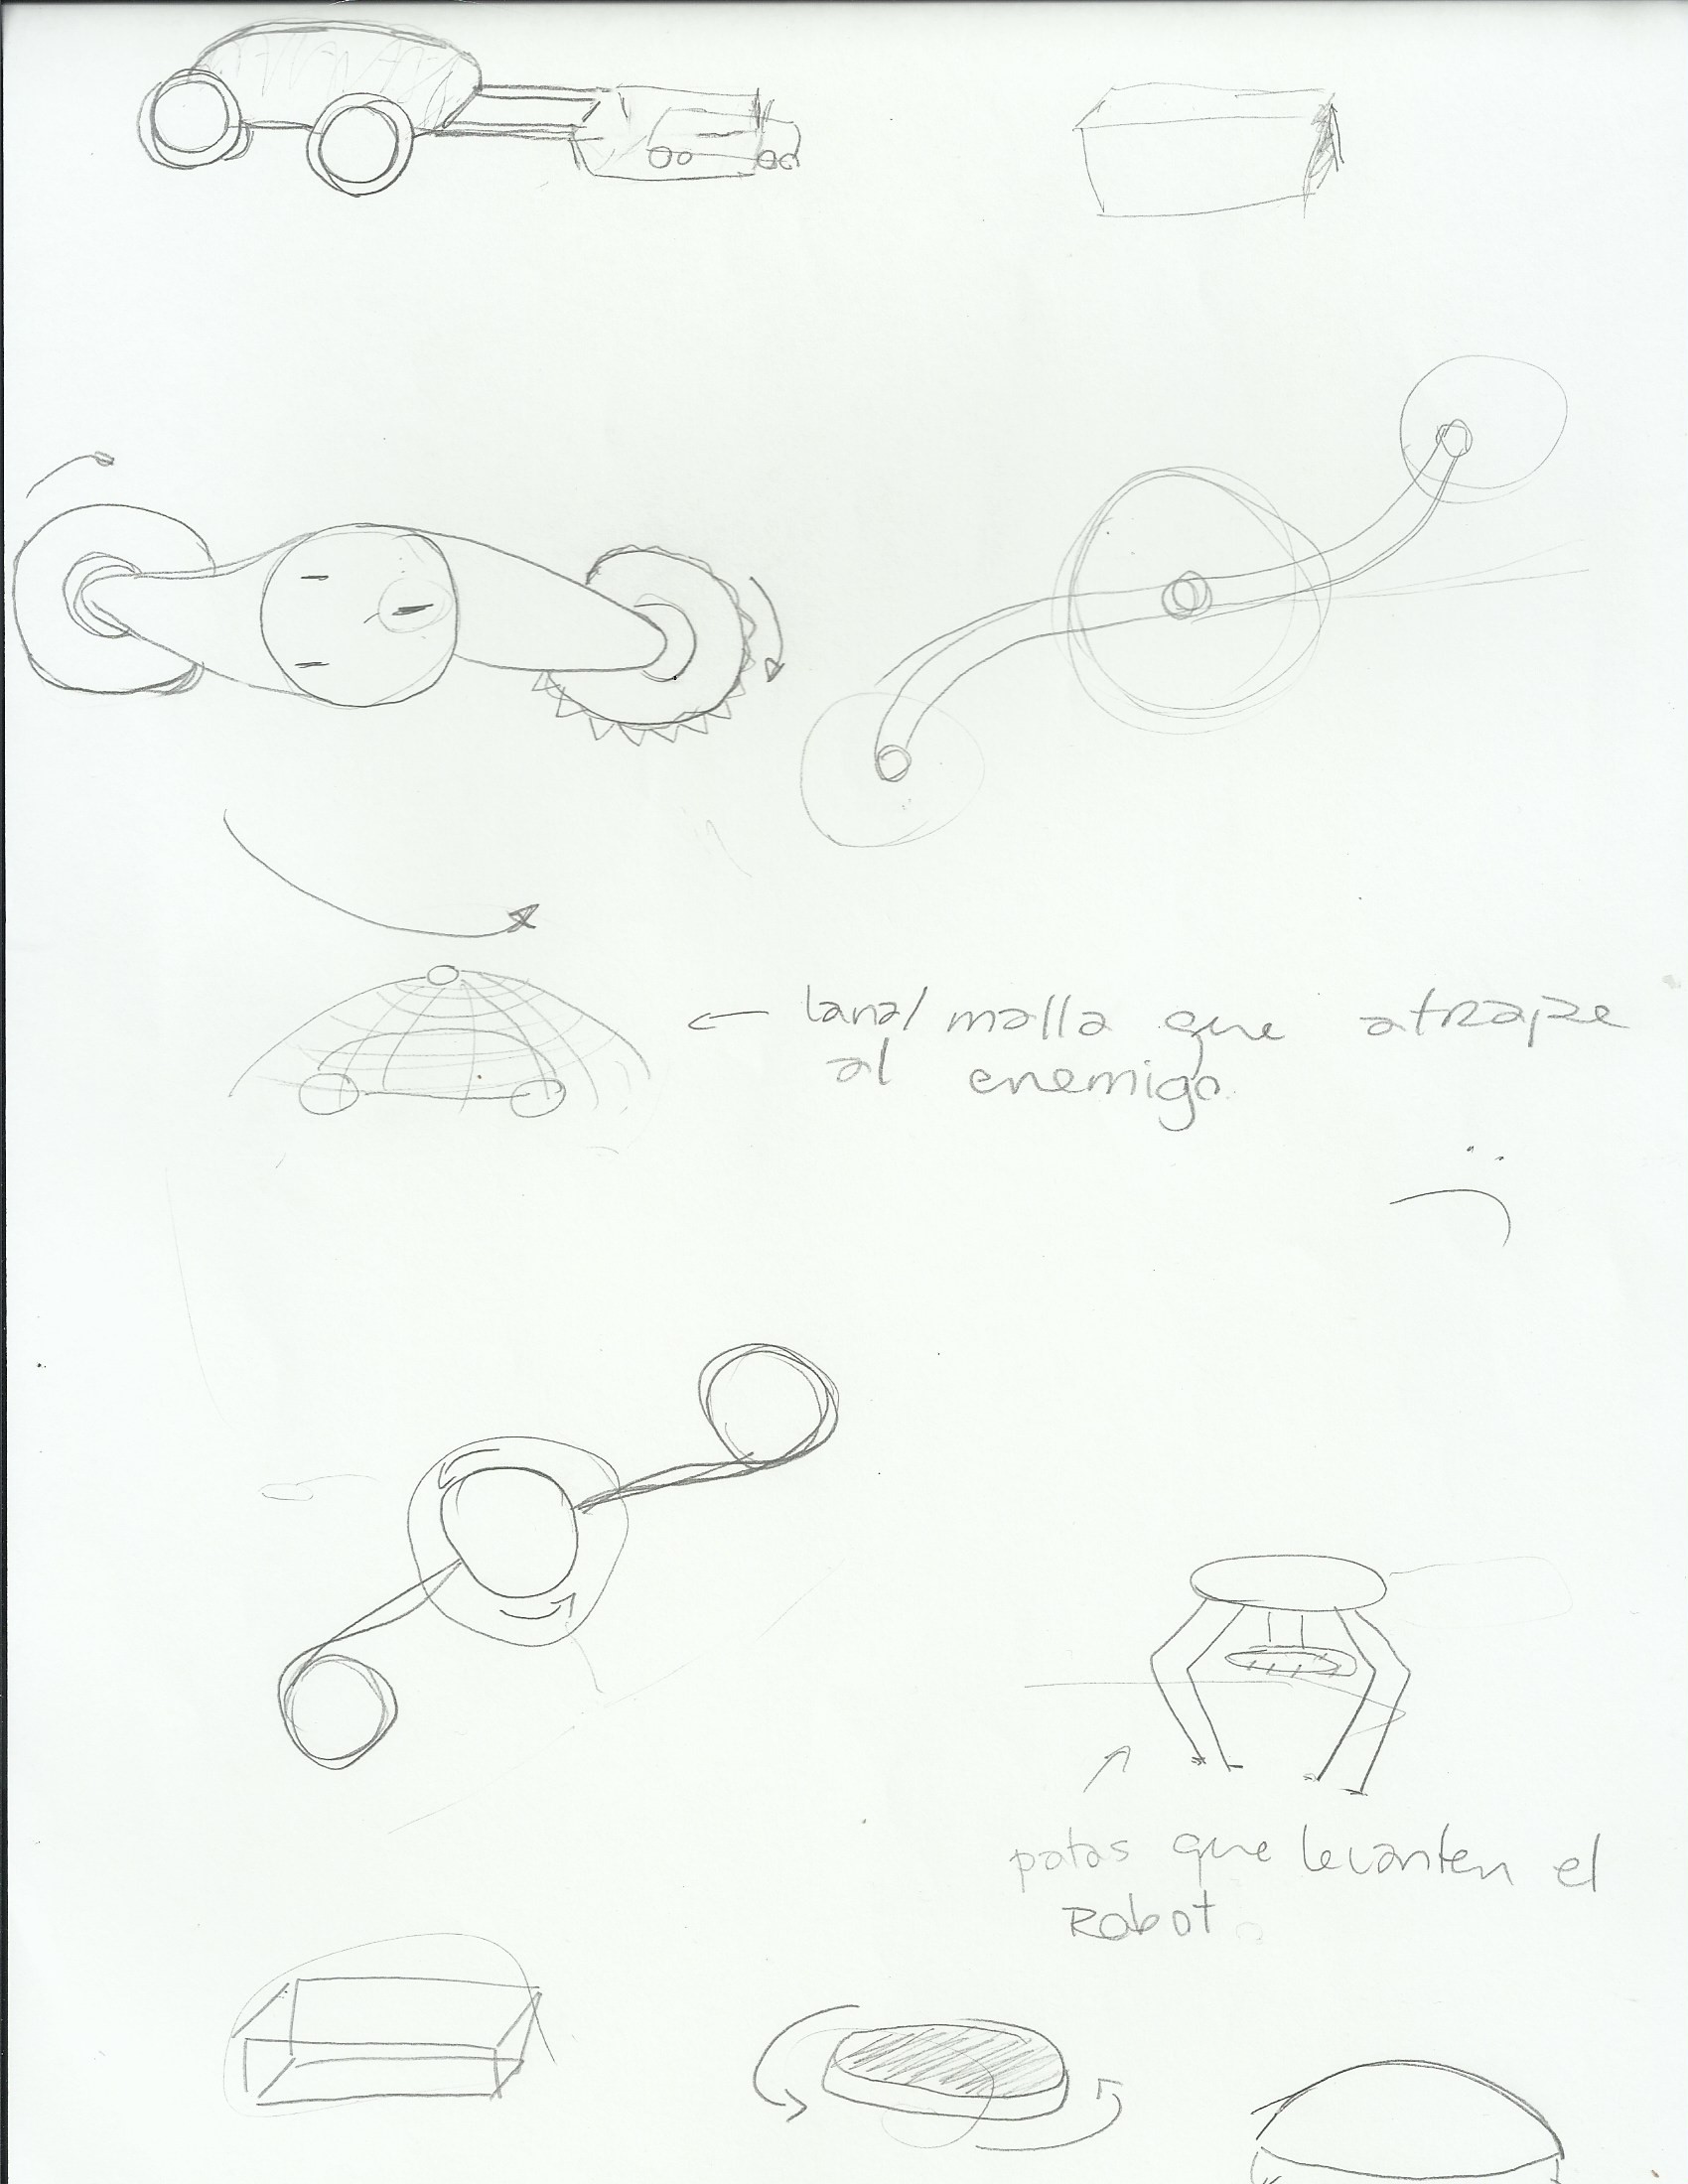 ← lana/ malla que atrape
al enemigo.
patas que levanten el
Robot.